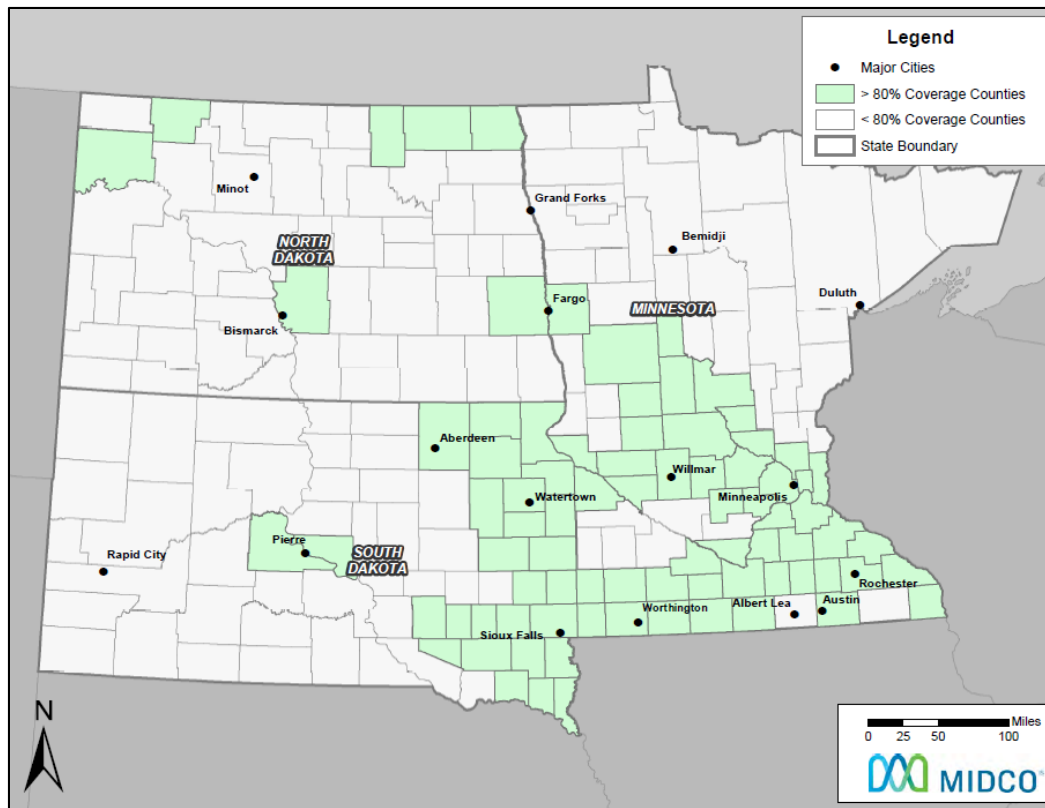 Legend
Major Cities
> 80% Coverage Counties
< 80% Coverage Counties
State Boundary
Minot
Grand Forks
Bemidji
NORTH
DAKOTA
Duluth
Fargo
MINNESOTA
Bismarck
Aberdeen
Willmar
Minneapolis
Watertown
Pierre
Rapid City
SOUTH
DAKOTA
Rochester
Worthington
Albert Lea
Austin
Sioux Falls
N
Miles
0 25 50 100
MIDCO